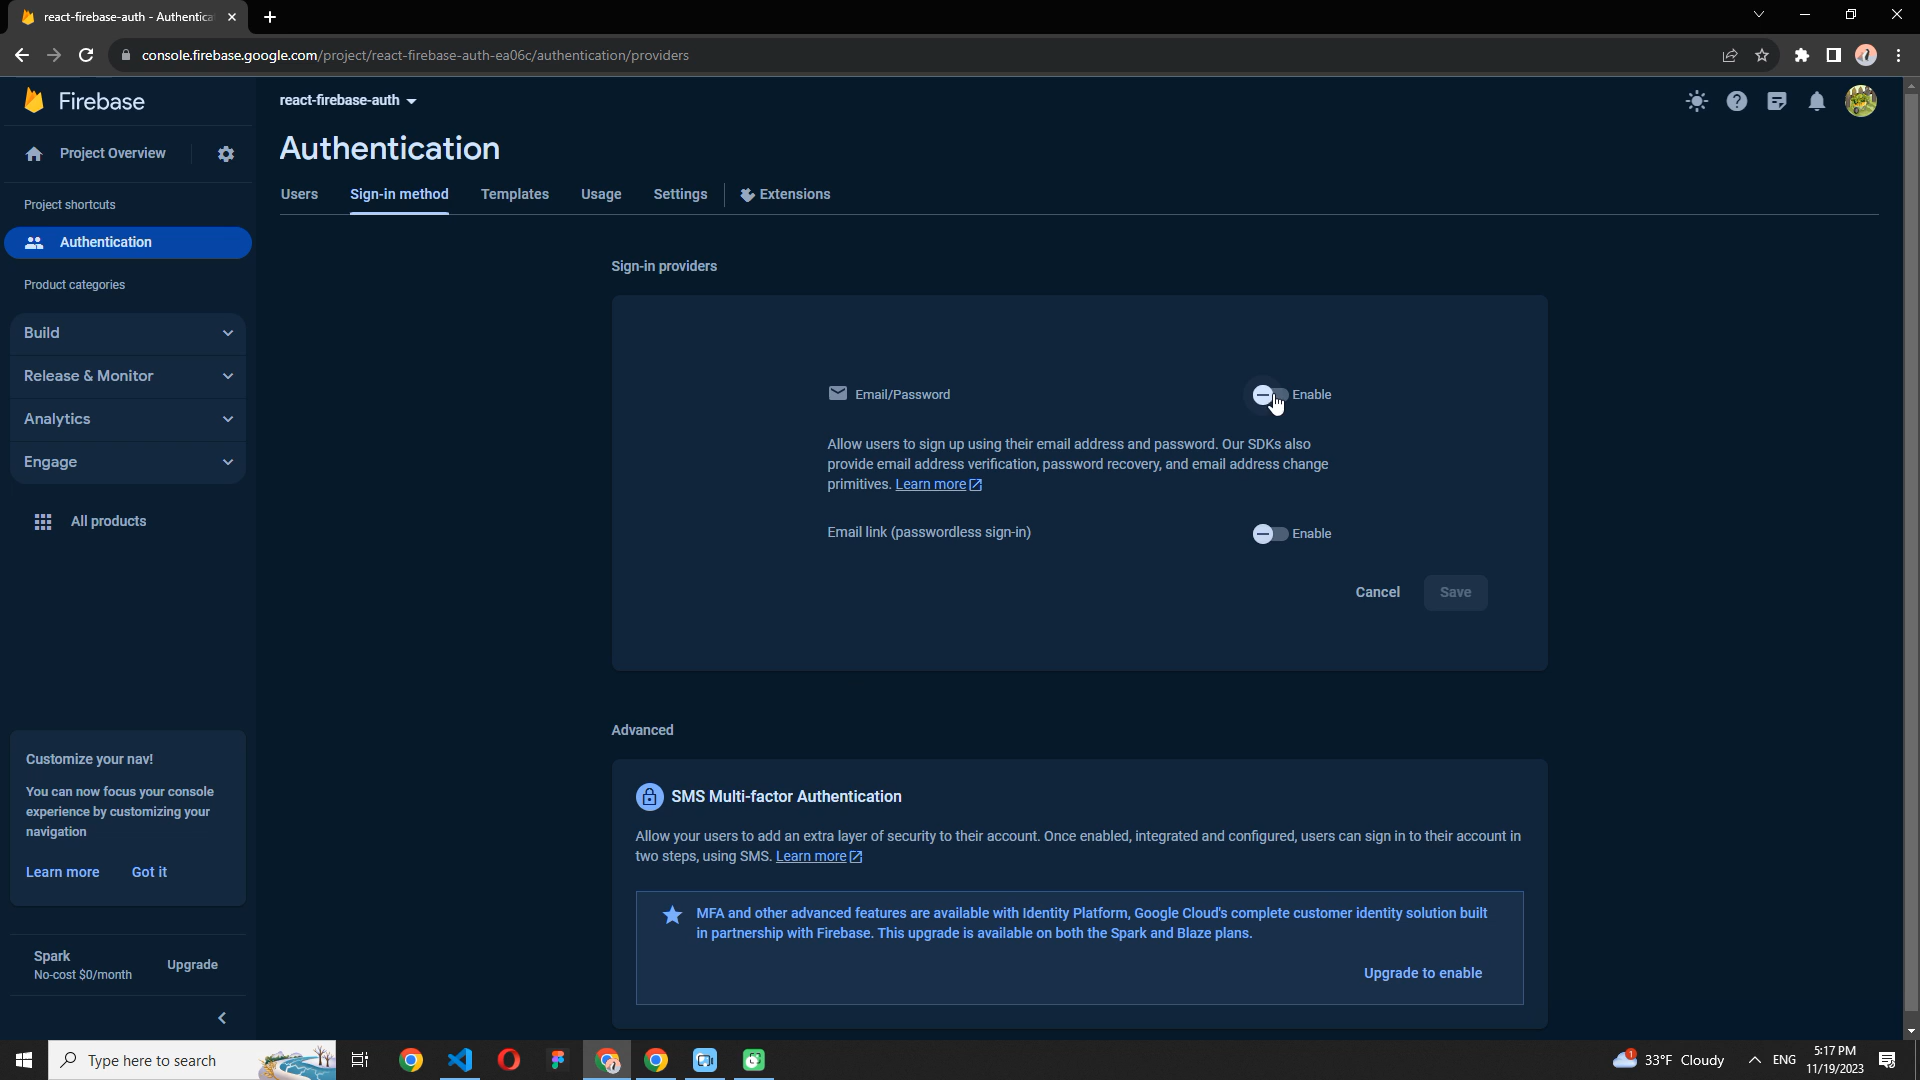 react-firebase-auth - Authentica
console.firebase.google.com/project/react-firebase-auth-ea06c/authentication/providers
Firebase
react-firebase-auth
Project Overview
Authentication
Users
Sign-in method
Templates
Usage
Settings
Extensions
Project shortcuts
Authentication
Product categories
Build
Release & Monitor
Analytics
Engage
All products
Sign-in providers
Email/Password
Enable
Allow users to sign up using their email address and password. Our SDKs also
provide email address verification, password recovery, and email address change
primitives. Learn more
Email link (passwordless sign-in)
Enable
Cancel
Save
Advanced
SMS Multi-factor Authentication
Allow your users to add an extra layer of security to their account. Once enabled, integrated and configured, users can sign in to their account in
two steps, using SMS. Learn more
MFA and other advanced features are available with Identity Platform, Google Cloud's complete customer identity solution built
in partnership with Firebase. This upgrade is available on both the Spark and Blaze plans.
Upgrade to enable
Customize your nav!
You can now focus your console
experience by customizing your
navigation
Learn more
Got it
Spark
No-cost $0/month
Upgrade
Type here to search
1
33°F Cloudy
ENG
5:17 PM
11/19/2023